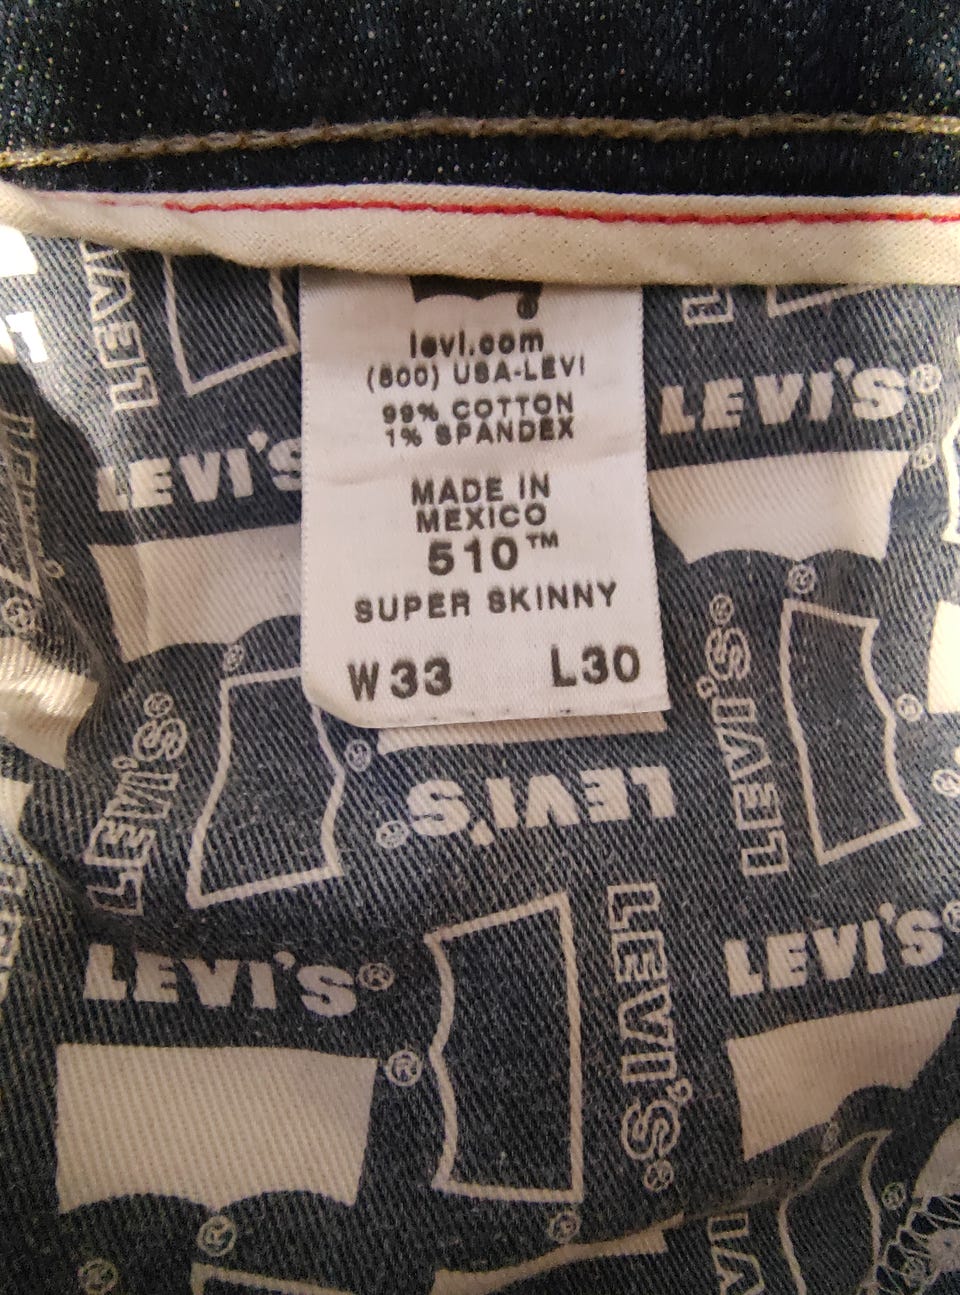 LEVI'S
LEVI'S®
LEVI'S
®
levi.com
(800) USA-LEVI
99% COTTON
1% SPANDEX
MADE IN
MEXICO
510™
SUPER SKINNY
W33 L30
LEVI'S®
LEVI'S®
LEVI'S®
LEVI'S®
LEVI'S®
LEVI'S